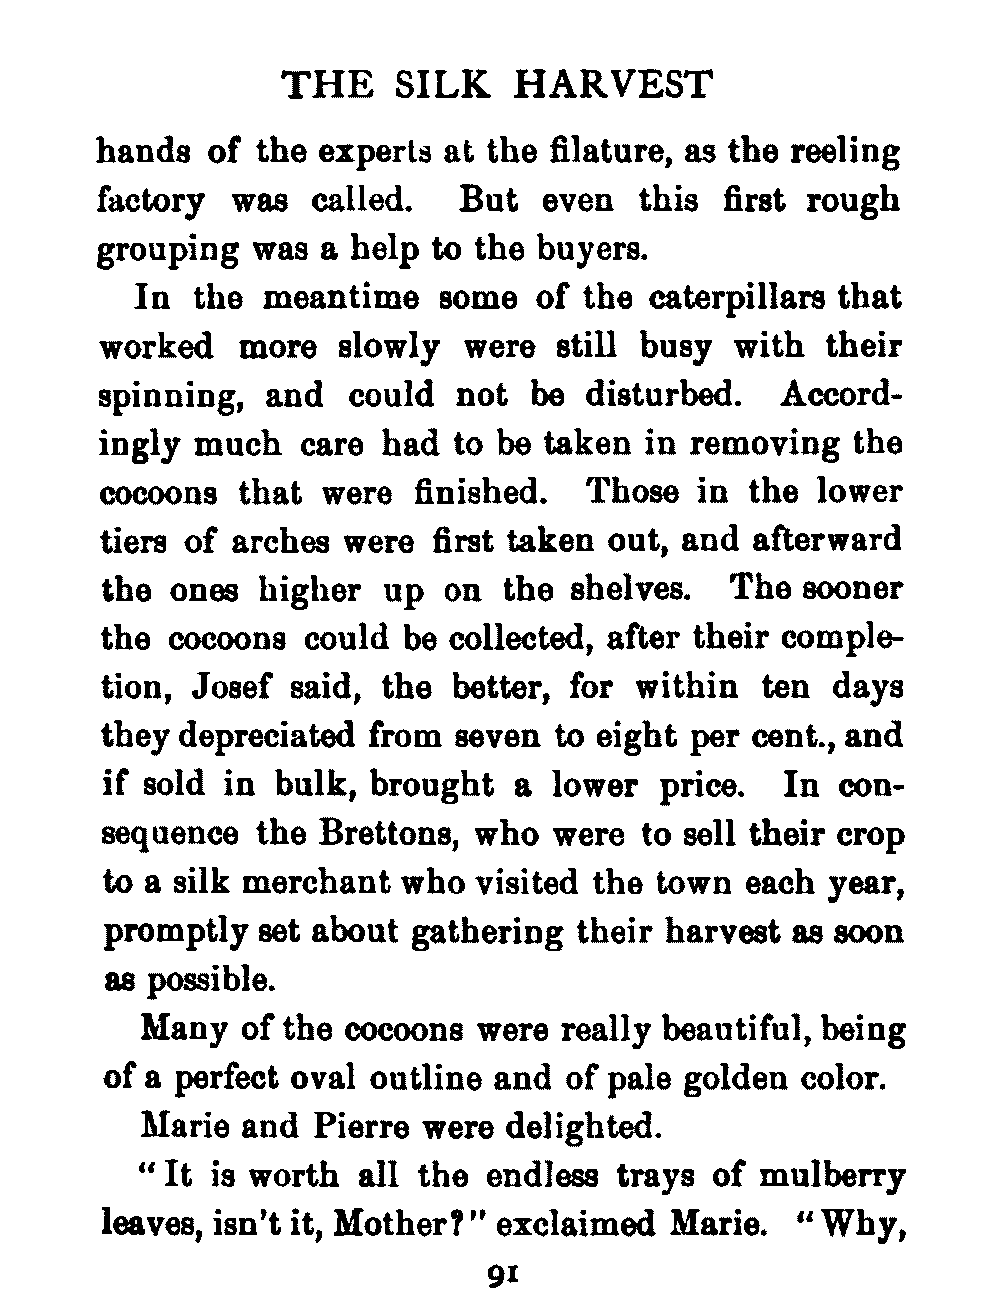 THE SILK HARVEST
hands of the experts at the filature, as the reeling
factory was called. But even this first rough
grouping was a help to the buyers.
In the meantime some of the caterpillars that
worked more slowly were still busy with their
spinning, and could not be disturbed. Accord-
ingly much care had to be taken in removing the
cocoons that were finished. Those in the lower
tiers of arches were first taken out, and afterward
the ones higher up on the shelves. The sooner
the cocoons could be collected, after their comple-
tion, Josef said, the better, for within ten days
they depreciated from seven to eight per cent., and
if sold in bulk, brought a lower price. In con-
sequence the Brettons, who were to sell their crop
to a silk merchant who visited the town each year,
promptly set about gathering their harvest as soon
as possible.
Many of the cocoons were really beautiful, being
of a perfect oval outline and of pale golden color.
Marie and Pierre were delighted.
“It is worth all the endless trays of mulberry
leaves, isn't it, Mother?” exclaimed Marie. “Why,
91